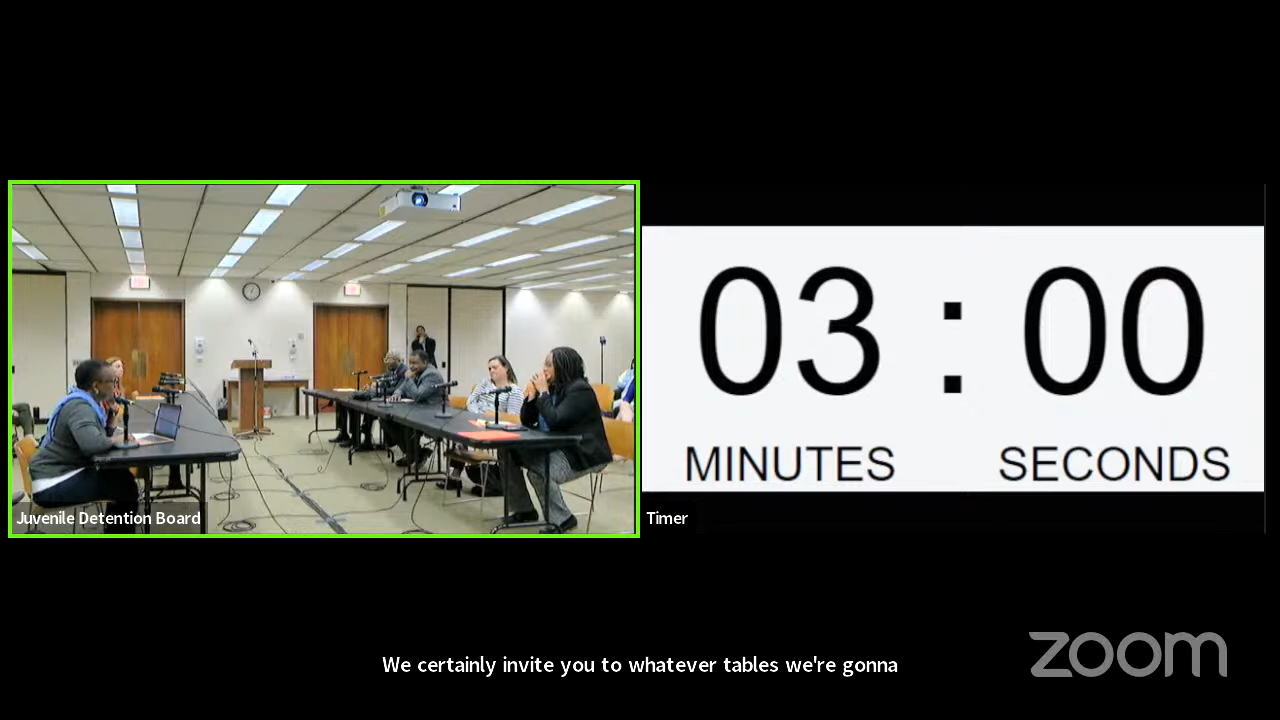 03 : 00
MINUTES SECONDS
Juvenile Detention Board
Timer
We certainly invite you to whatever tables we're gonna
zoom